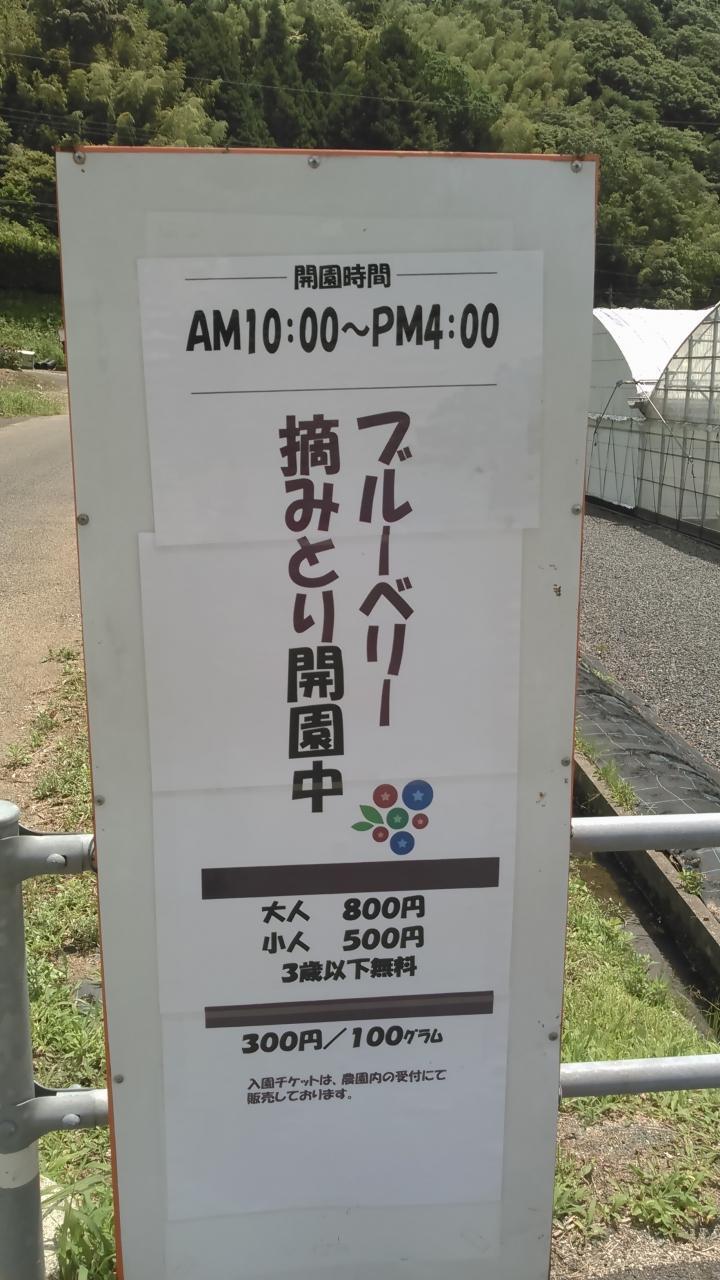 開園時間
AM10:00～PM4:00
ブルーベリー
摘みとり開園中
大人 800円
小人 500円
3歳以下無料
300円／100グラム
入園チケットは、農園内の受付にて
販売しております。